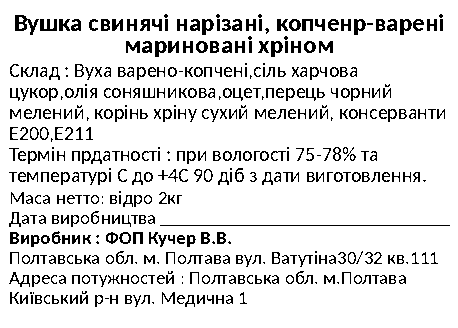 Вушка свинячі нарізані, копченр-варені
мариновані хріном
Склад : Вуха варено-копчені,сіль харчова
цукор,олія соняшникова,оцет,перець чорний
мелений, корінь хріну сухий мелений, консерванти
Е200,Е211
Термін прдатності : при вологості 75-78% та
температурі С до +4С 90 діб з дати виготовлення.
Маса нетто: відро 2кг
Дата виробництва
Виробник : ФОП Кучер В.В.
Полтавська обл. м. Полтава вул. Ватутіна30/32 кв.111
Адреса потужностей : Полтавська обл. м.Полтава
Київський р-н вул. Медична 1